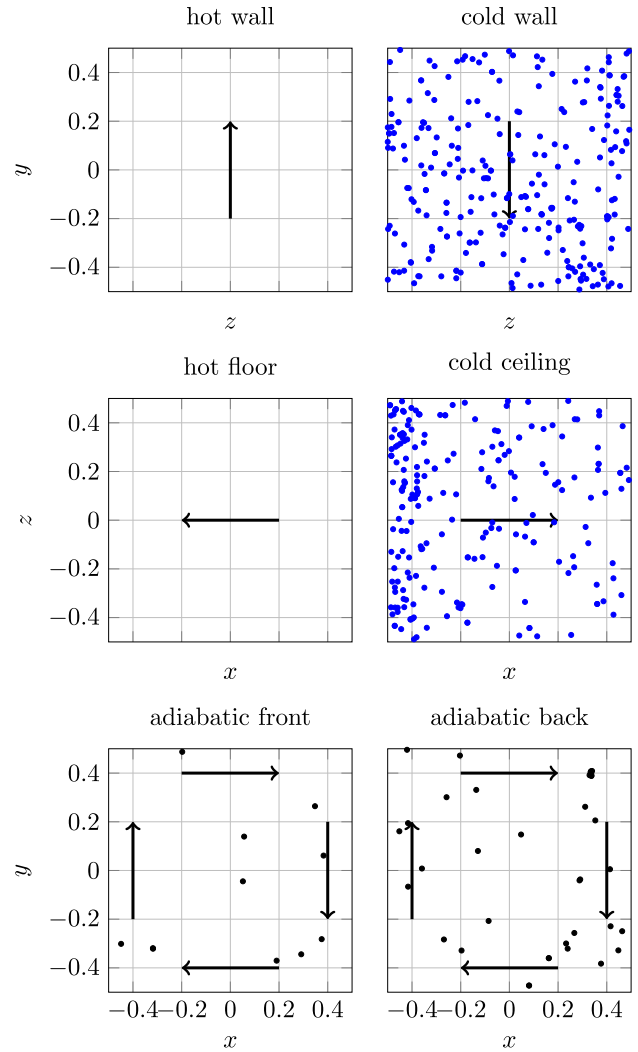 hot wall cold wall
0.4
0.2
0
−0.2
−0.4
y
z z
hot floor cold ceiling
0.4
0.2
0
−0.2
−0.4
z
x x
adiabatic front adiabatic back
0.4
0.2
0
−0.2
−0.4
y
−0.4 −0.2 0 0.2 0.4 −0.4 −0.2 0 0.2 0.4
x x